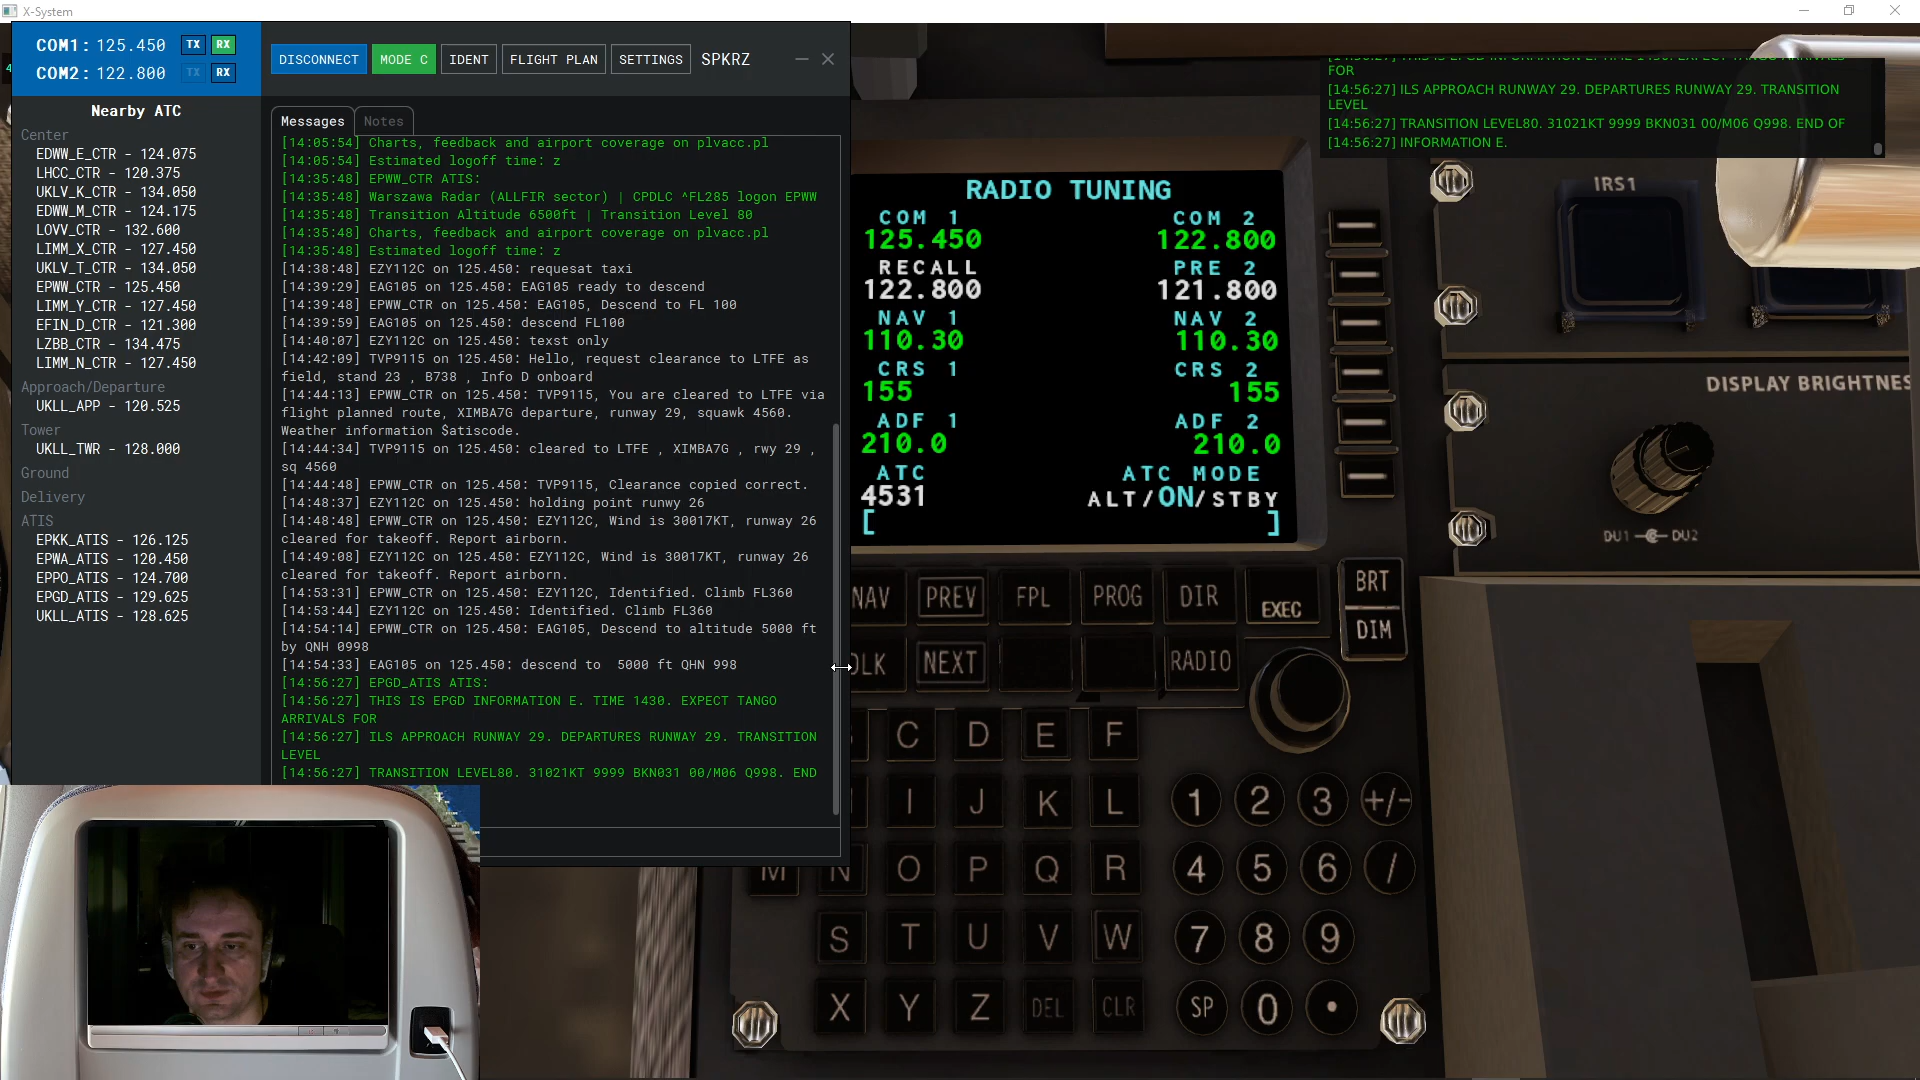 X-System
COM1: 125.450 TX RX
COM2: 122.800 TX RX
DISCONNECT MODE C IDENT FLIGHT PLAN SETTINGS SPKRZ
Nearby ATC
Center
EDWW_E_CTR - 124.075
LHCC_CTR - 120.375
UKLV_K_CTR - 134.050
EDWW_M_CTR - 124.175
LOVV_CTR - 132.600
LIMM_X_CTR - 127.450
UKLV_T_CTR - 134.050
EPWW_CTR - 125.450
LIMM_Y_CTR - 127.450
EFIN_D_CTR - 121.300
LZBB_CTR - 134.475
LIMM_N_CTR - 127.450
Approach/Departure
UKLL_APP - 120.525
Tower
UKLL_TWR - 128.000
Ground
Delivery
ATIS
EPKK_ATIS - 126.125
EPWA_ATIS - 120.450
EPPO_ATIS - 124.700
EPGD_ATIS - 129.625
UKLL_ATIS - 128.625
Messages Notes
[14:05:54] Charts, feedback and airport coverage on plvacc.pl
[14:05:54] Estimated logoff time: z
[14:35:48] EPWW_CTR ATIS:
[14:35:48] Warszawa Radar (ALLFIR sector) | CPDLC ^FL285 logon EPWW
[14:35:48] Transition Altitude 6500ft | Transition Level 80
[14:35:48] Charts, feedback and airport coverage on plvacc.pl
[14:35:48] Estimated logoff time: z
[14:38:48] EZY112C on 125.450: requesat taxi
[14:39:29] EAG105 on 125.450: EAG105 ready to descend
[14:39:48] EPWW_CTR on 125.450: EAG105, Descend to FL 100
[14:39:59] EAG105 on 125.450: descend FL100
[14:40:07] EZY112C on 125.450: texst only
[14:42:09] TVP9115 on 125.450: Hello, request clearance to LTFE as
field, stand 23 , B738 , Info D onboard
[14:44:13] EPWW_CTR on 125.450: TVP9115, You are cleared to LTFE via
flight planned route, XIMBA7G departure, runway 29, squawk 4560.
Weather information $atiscode.
[14:44:34] TVP9115 on 125.450: cleared to LTFE , XIMBA7G , rwy 29 ,
sq 4560
[14:44:48] EPWW_CTR on 125.450: TVP9115, Clearance copied correct.
[14:48:37] EZY112C on 125.450: holding point runwy 26
[14:48:48] EPWW_CTR on 125.450: EZY112C, Wind is 30017KT, runway 26
cleared for takeoff. Report airborn.
[14:49:08] EZY112C on 125.450: EZY112C, Wind is 30017KT, runway 26
cleared for takeoff. Report airborn.
[14:53:31] EPWW_CTR on 125.450: EZY112C, Identified. Climb FL360
[14:53:44] EZY112C on 125.450: Identified. Climb FL360
[14:54:14] EPWW_CTR on 125.450: EAG105, Descend to altitude 5000 ft
by QNH 0998
[14:54:33] EAG105 on 125.450: descend to 5000 ft QHN 998
[14:56:27] EPGD_ATIS ATIS:
[14:56:27] THIS IS EPGD INFORMATION E. TIME 1430. EXPECT TANGO
ARRIVALS FOR
[14:56:27] ILS APPROACH RUNWAY 29. DEPARTURES RUNWAY 29. TRANSITION
LEVEL
[14:56:27] TRANSITION LEVEL80. 31021KT 9999 BKN031 00/M06 Q998. END
[14:56:27] THIS IS EPGD INFORMATION E. TIME 1430. EXPECT TANGO ARRIVALS
FOR
[14:56:27] ILS APPROACH RUNWAY 29. DEPARTURES RUNWAY 29. TRANSITION
LEVEL
[14:56:27] TRANSITION LEVEL80. 31021KT 9999 BKN031 00/M06 Q998. END OF
[14:56:27] INFORMATION E.
RADIO TUNING
COM 1 COM 2
125.450 122.800
RECALL PRE 2
122.800 121.800
NAV 1 NAV 2
110.30 110.30
CRS 1 CRS 2
155 155
ADF 1 ADF 2
210.0 210.0
ATC ATC MODE
4531 ALT/ON/STBY
[ ]
IRS1
DISPLAY BRIGHTNES
DU1 DU2
NAV PREV FPL PROG DIR EXEC
BRT
DIM
DLK NEXT RADIO
C D E F
I J K L 1 2 3 +/-
M N O P Q R 4 5 6 /
S T U V W 7 8 9
X Y Z DEL CLR SP 0 •